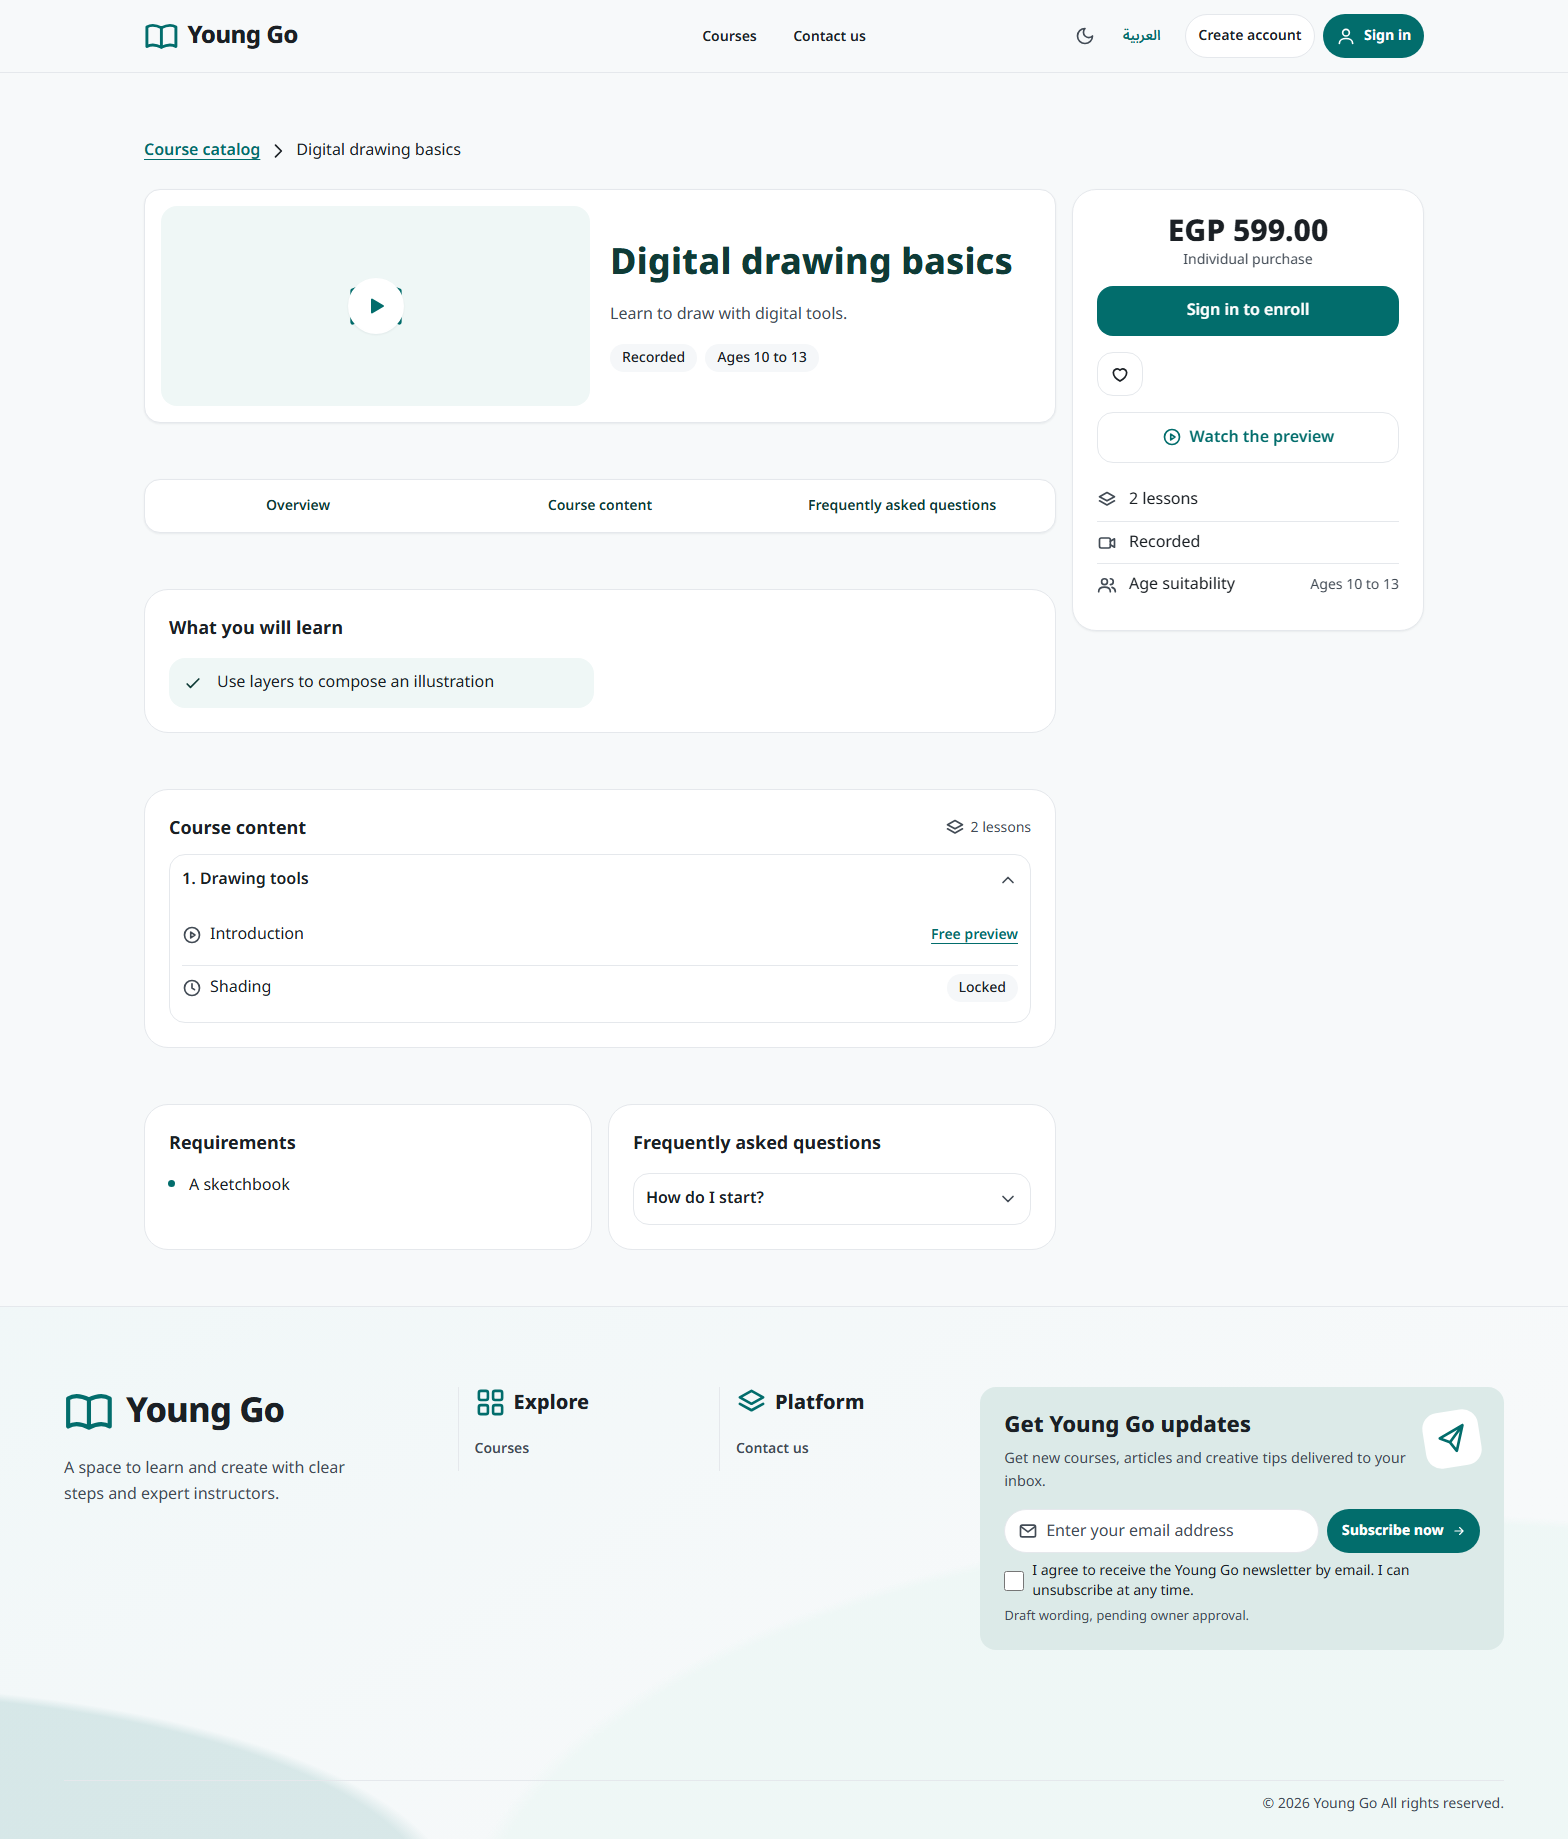 Young Go
Courses
Contact us
العربية
Create account
Sign in
Course catalog
Digital drawing basics
Digital drawing basics
Learn to draw with digital tools.
Recorded
Ages 10 to 13
EGP 599.00
Individual purchase
Sign in to enroll
Watch the preview
2 lessons
Recorded
Age suitability
Ages 10 to 13
Overview
Course content
Frequently asked questions
What you will learn
Use layers to compose an illustration
Course content
2 lessons
1. Drawing tools
Introduction
Free preview
Shading
Locked
Requirements
A sketchbook
Frequently asked questions
How do I start?
Young Go
A space to learn and create with clear
steps and expert instructors.
Explore
Courses
Platform
Contact us
Get Young Go updates
Get new courses, articles and creative tips delivered to your
inbox.
Enter your email address
Subscribe now
I agree to receive the Young Go newsletter by email. I can
unsubscribe at any time.
Draft wording, pending owner approval.
© 2026 Young Go All rights reserved.